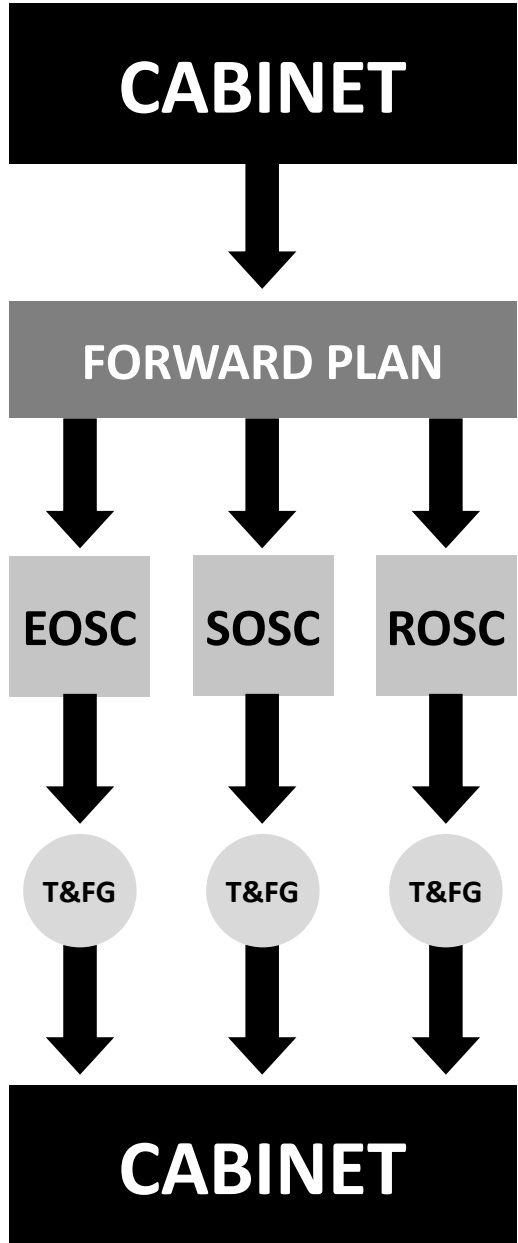 CABINET
FORWARD PLAN
EOSC
SOSC
ROSC
T&FG
T&FG
T&FG
CABINET